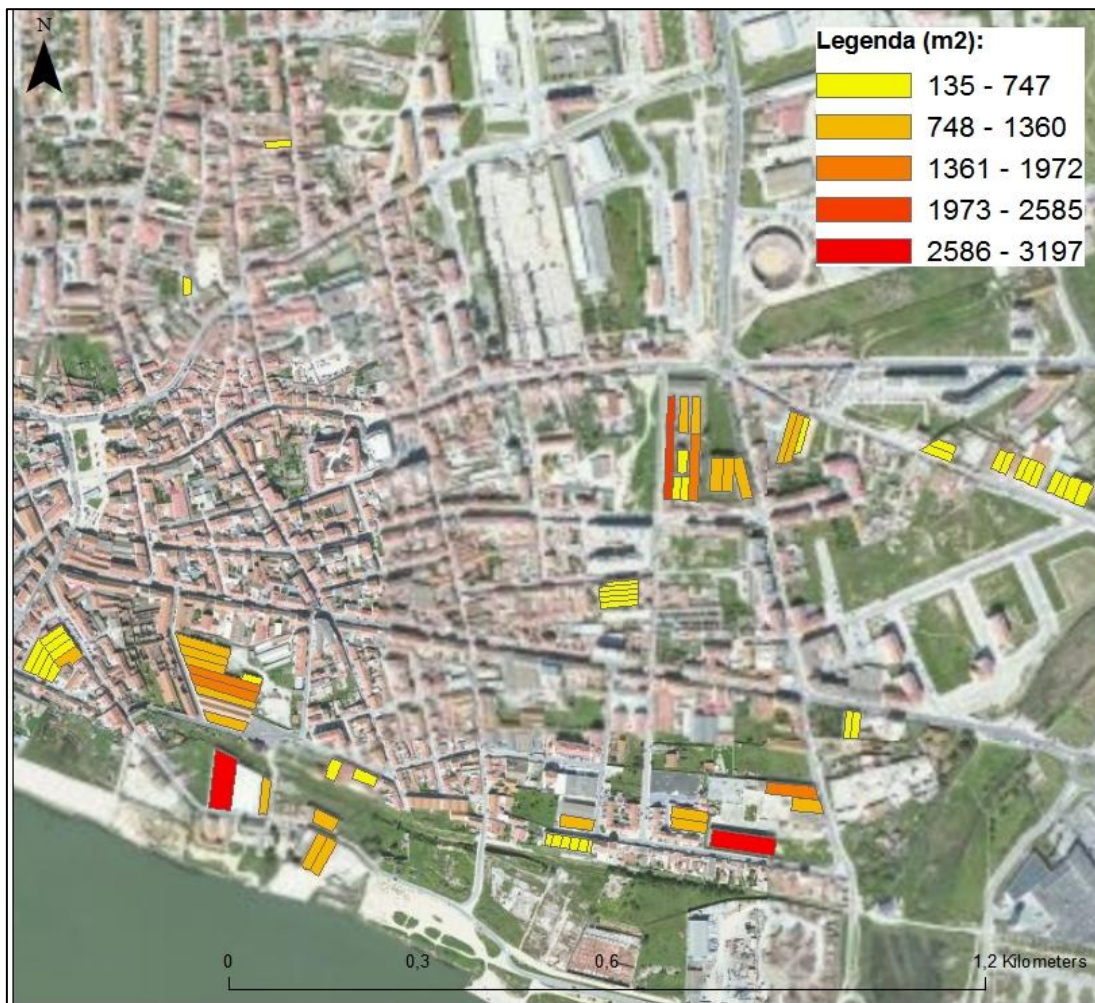 N
Legenda (m2):
135 - 747
748 - 1360
1361 - 1972
1973 - 2585
2586 - 3197
0 0,3 0,6 1,2 Kilometers